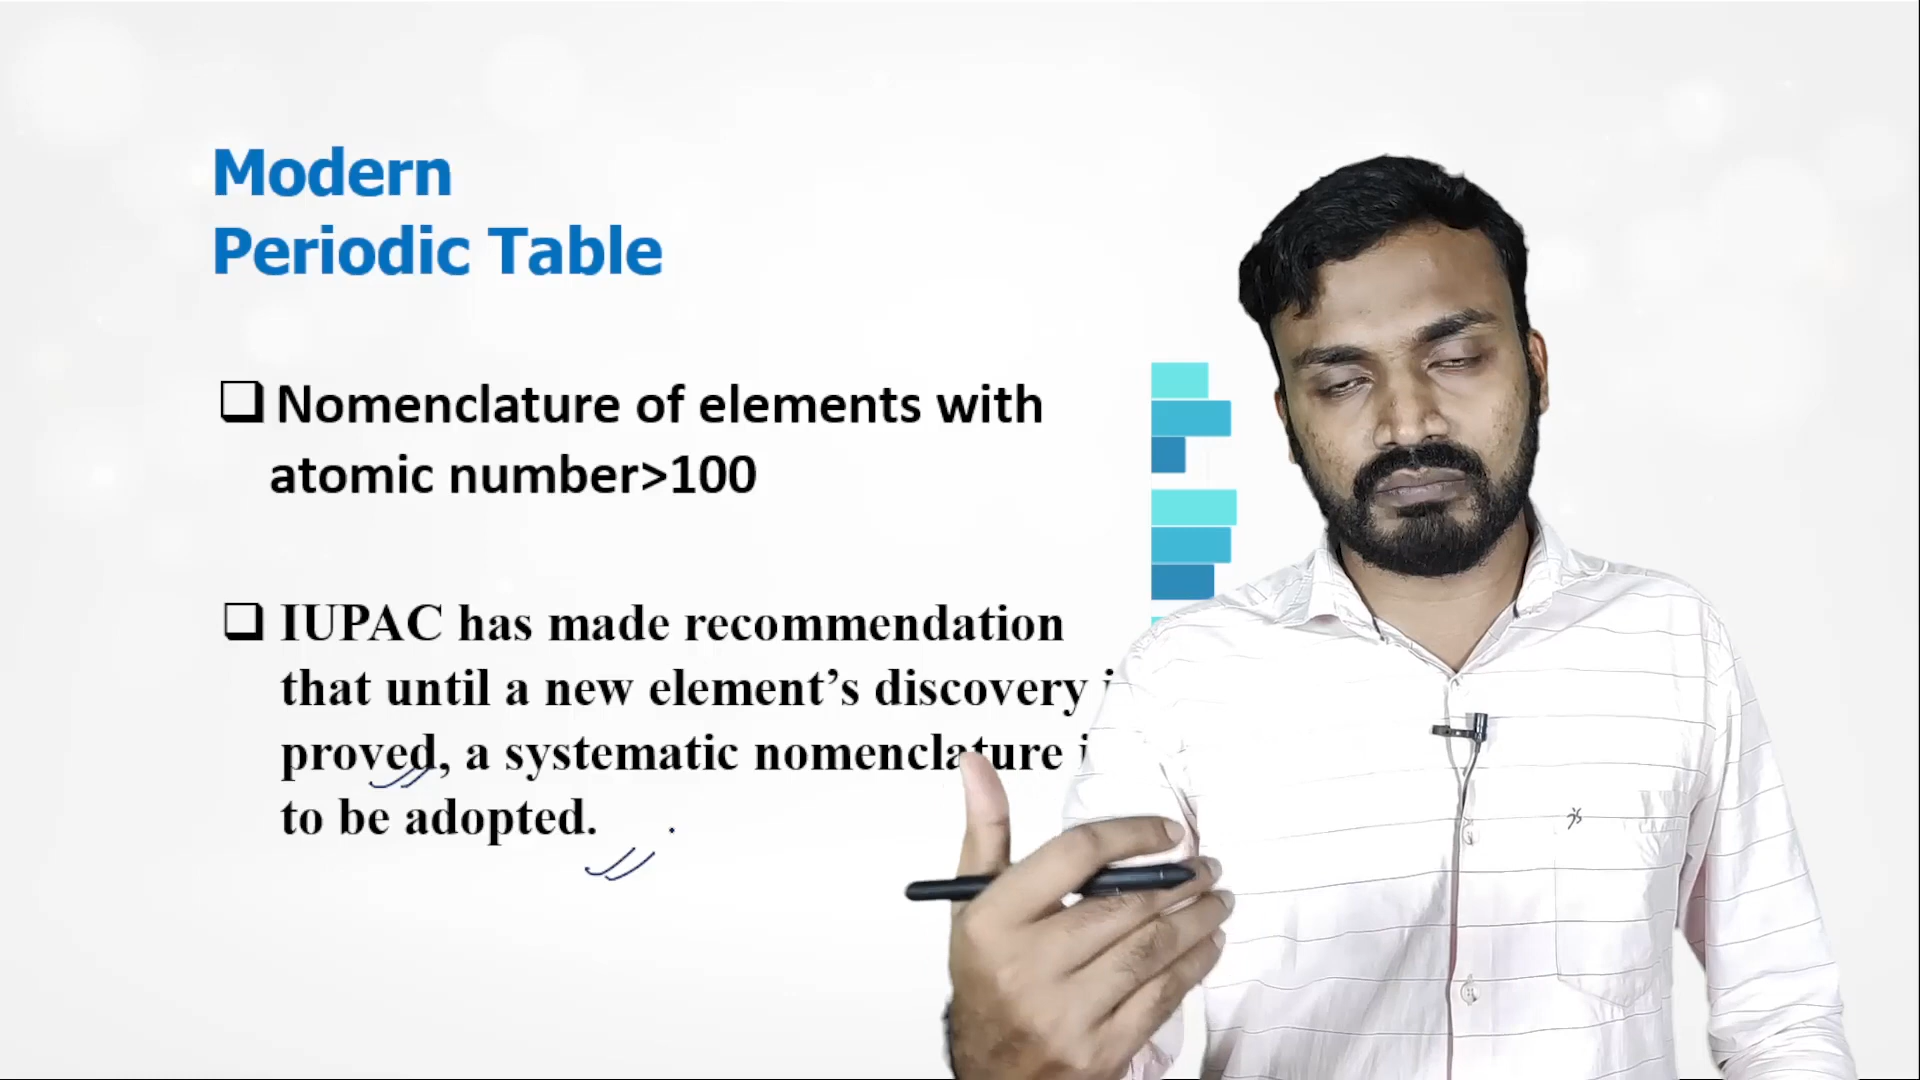 Modern
Periodic Table
Nomenclature of elements with
atomic number>100
IUPAC has made recommendation
that until a new element’s discovery
proved, a systematic nomenclature
to be adopted.